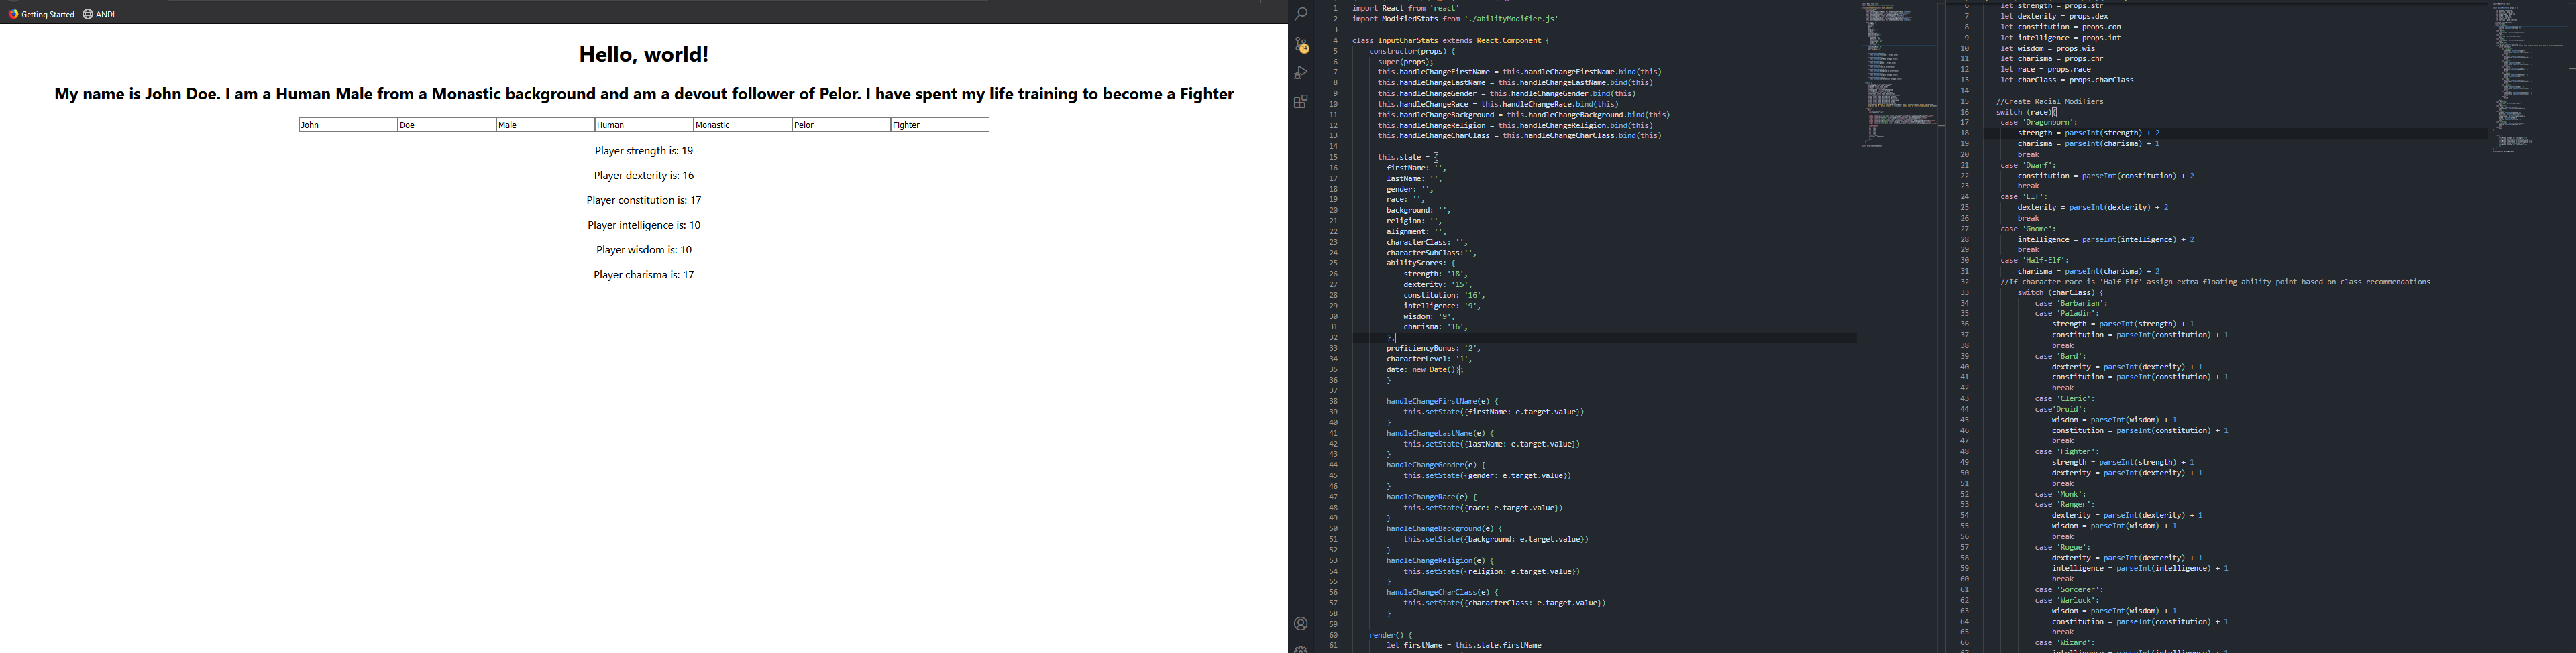 Getting Started ANDI
Hello, world!
My name is John Doe. I am a Human Male from a Monastic background and am a devout follower of Pelor. I have spent my life training to become a Fighter
John Doe Male Human Monastic Pelor Fighter
Player strength is: 19
Player dexterity is: 16
Player constitution is: 17
Player intelligence is: 10
Player wisdom is: 10
Player charisma is: 17
1 import React from 'react'
2 import ModifiedStats from './abilityModifier.js'
3
4 class InputCharStats extends React.Component {
5 constructor(props) {
6 super(props);
7 this.handleChangeFirstName = this.handleChangeFirstName.bind(this)
8 this.handleChangeLastName = this.handleChangeLastName.bind(this)
9 this.handleChangeGender = this.handleChangeGender.bind(this)
10 this.handleChangeRace = this.handleChangeRace.bind(this)
11 this.handleChangeBackground = this.handleChangeBackground.bind(this)
12 this.handleChangeReligion = this.handleChangeReligion.bind(this)
13 this.handleChangeCharClass = this.handleChangeCharClass.bind(this)
14
15 this.state = {
16 firstName: '',
17 lastName: '',
18 gender: '',
19 race: '',
20 background: '',
21 religion: '',
22 alignment: '',
23 characterClass: '',
24 characterSubClass:'',
25 abilityScores: {
26 strength: '18',
27 dexterity: '15',
28 constitution: '16',
29 intelligence: '9',
30 wisdom: '9',
31 charisma: '16',
32 },
33 proficiencyBonus: '2',
34 characterLevel: '1',
35 date: new Date()};
36 }
37
38 handleChangeFirstName(e) {
39 this.setState({firstName: e.target.value})
40 }
41 handleChangeLastName(e) {
42 this.setState({lastName: e.target.value})
43 }
44 handleChangeGender(e) {
45 this.setState({gender: e.target.value})
46 }
47 handleChangeRace(e) {
48 this.setState({race: e.target.value})
49 }
50 handleChangeBackground(e) {
51 this.setState({background: e.target.value})
52 }
53 handleChangeReligion(e) {
54 this.setState({religion: e.target.value})
55 }
56 handleChangeCharClass(e) {
57 this.setState({characterClass: e.target.value})
58 }
59
60 render() {
61 let firstName = this.state.firstName
6 let strength = props.str
7 let dexterity = props.dex
8 let constitution = props.con
9 let intelligence = props.int
10 let wisdom = props.wis
11 let charisma = props.chr
12 let race = props.race
13 let charClass = props.charClass
14
15 //Create Racial Modifiers
16 switch (race){
17 case 'Dragonborn':
18 strength = parseInt(strength) + 2
19 charisma = parseInt(charisma) + 1
20 break
21 case 'Dwarf':
22 constitution = parseInt(constitution) + 2
23 break
24 case 'Elf':
25 dexterity = parseInt(dexterity) + 2
26 break
27 case 'Gnome':
28 intelligence = parseInt(intelligence) + 2
29 break
30 case 'Half-Elf':
31 charisma = parseInt(charisma) + 2
32 //If character race is 'Half-Elf' assign extra floating ability point based on class recommendations
33 switch (charClass) {
34 case 'Barbarian':
35 case 'Paladin':
36 strength = parseInt(strength) + 1
37 constitution = parseInt(constitution) + 1
38 break
39 case 'Bard':
40 dexterity = parseInt(dexterity) + 1
41 constitution = parseInt(constitution) + 1
42 break
43 case 'Cleric':
44 case'Druid':
45 wisdom = parseInt(wisdom) + 1
46 constitution = parseInt(constitution) + 1
47 break
48 case 'Fighter':
49 strength = parseInt(strength) + 1
50 dexterity = parseInt(dexterity) + 1
51 break
52 case 'Monk':
53 case 'Ranger':
54 dexterity = parseInt(dexterity) + 1
55 wisdom = parseInt(wisdom) + 1
56 break
57 case 'Rogue':
58 dexterity = parseInt(dexterity) + 1
59 intelligence = parseInt(intelligence) + 1
60 break
61 case 'Sorcerer':
62 case 'Warlock':
63 wisdom = parseInt(wisdom) + 1
64 constitution = parseInt(constitution) + 1
65 break
66 case 'Wizard':